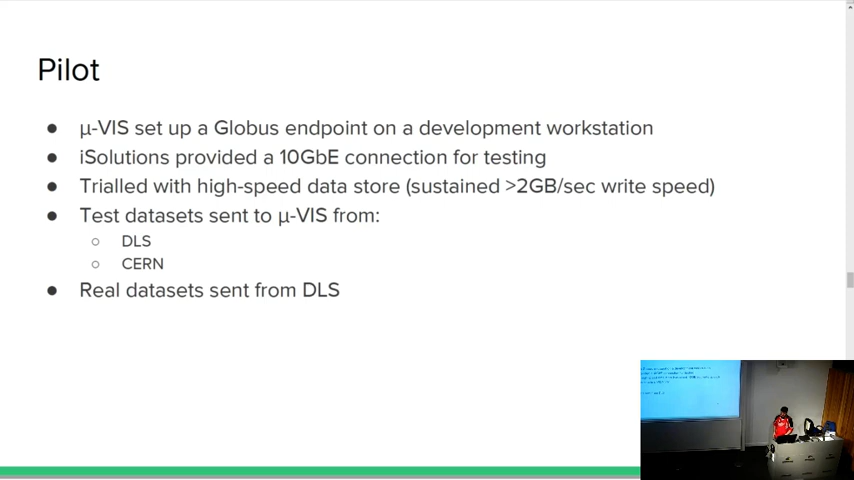 Pilot
● μ-VIS set up a Globus endpoint on a development workstation
● iSolutions provided a 10GbE connection for testing
● Trialled with high-speed data store (sustained >2GB/sec write speed)
● Test datasets sent to μ-VIS from:
○ DLS
○ CERN
● Real datasets sent from DLS